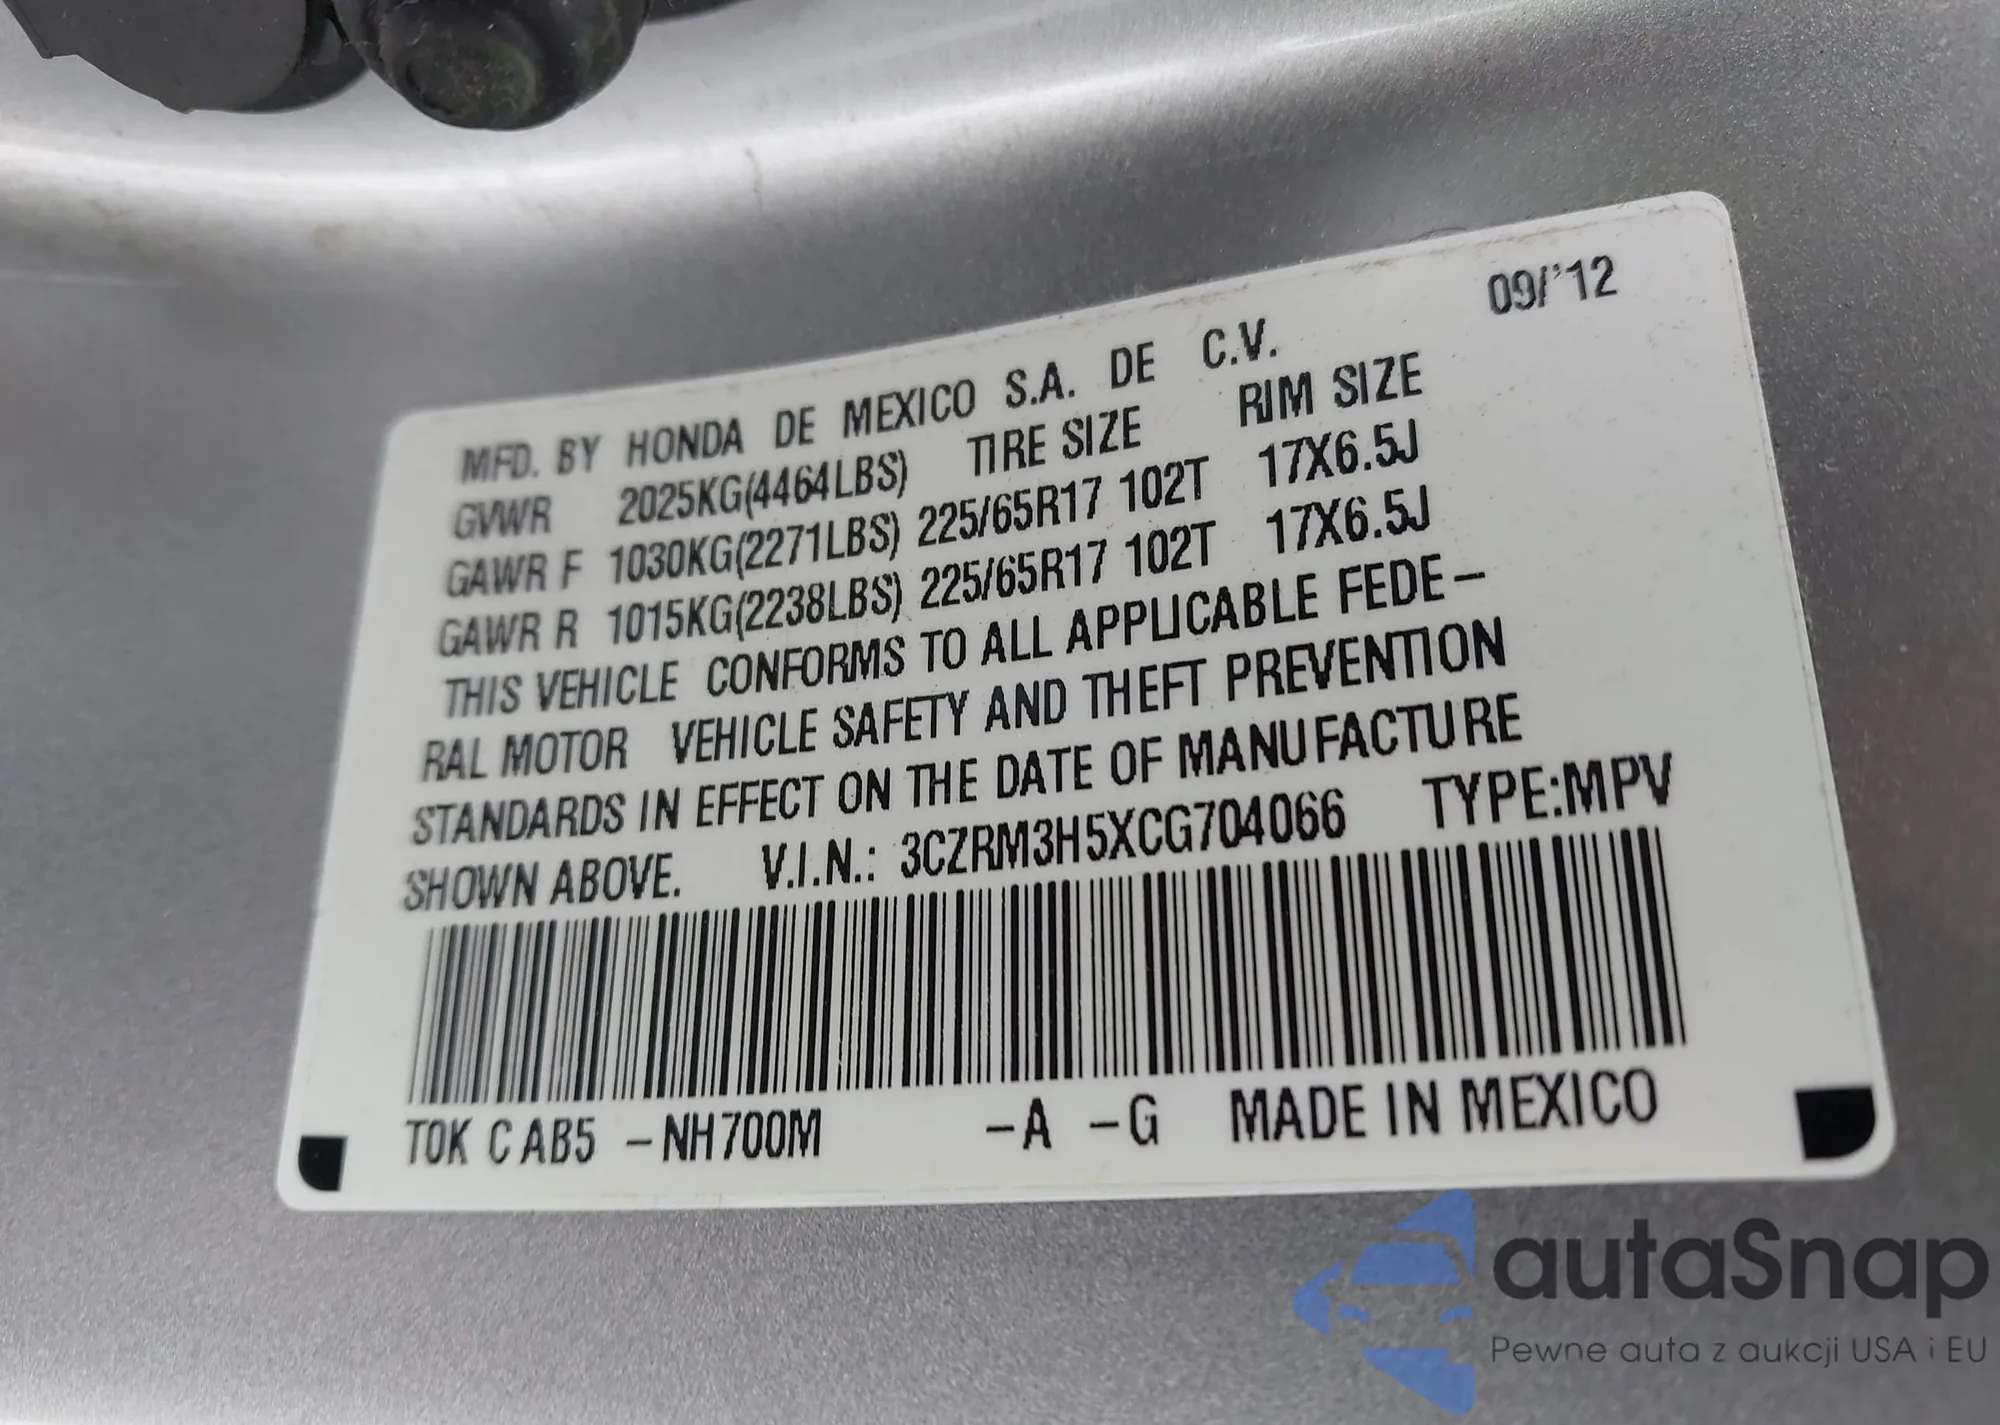 09/'12
MFD. BY HONDA DE MEXICO S.A. DE C.V.
GVWR 2025KG(4464LBS) TIRE SIZE RIM SIZE
GAWR F 1030KG(2271LBS) 225/65R17 102T 17X6.5J
GAWR R 1015KG(2238LBS) 225/65R17 102T 17X6.5J
THIS VEHICLE CONFORMS TO ALL APPLICABLE FEDE-
RAL MOTOR VEHICLE SAFETY AND THEFT PREVENTION
STANDARDS IN EFFECT ON THE DATE OF MANUFACTURE
SHOWN ABOVE. V.I.N.: 3CZRM3H5XCG704066 TYPE:MPV
T0K C AB5 -NH700M -A -G MADE IN MEXICO
autaSnap
Pewne auta z aukcji USA i EU